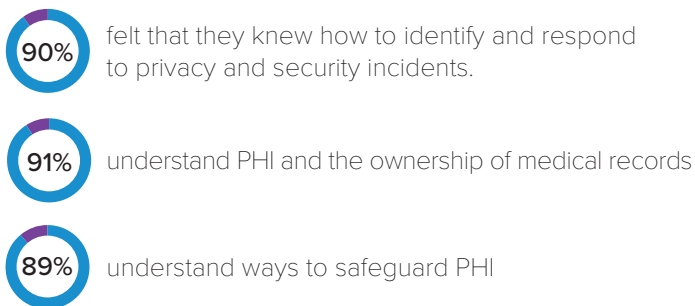 90%
felt that they knew how to identify and respond
to privacy and security incidents.
91%
understand PHI and the ownership of medical records
89%
understand ways to safeguard PHI